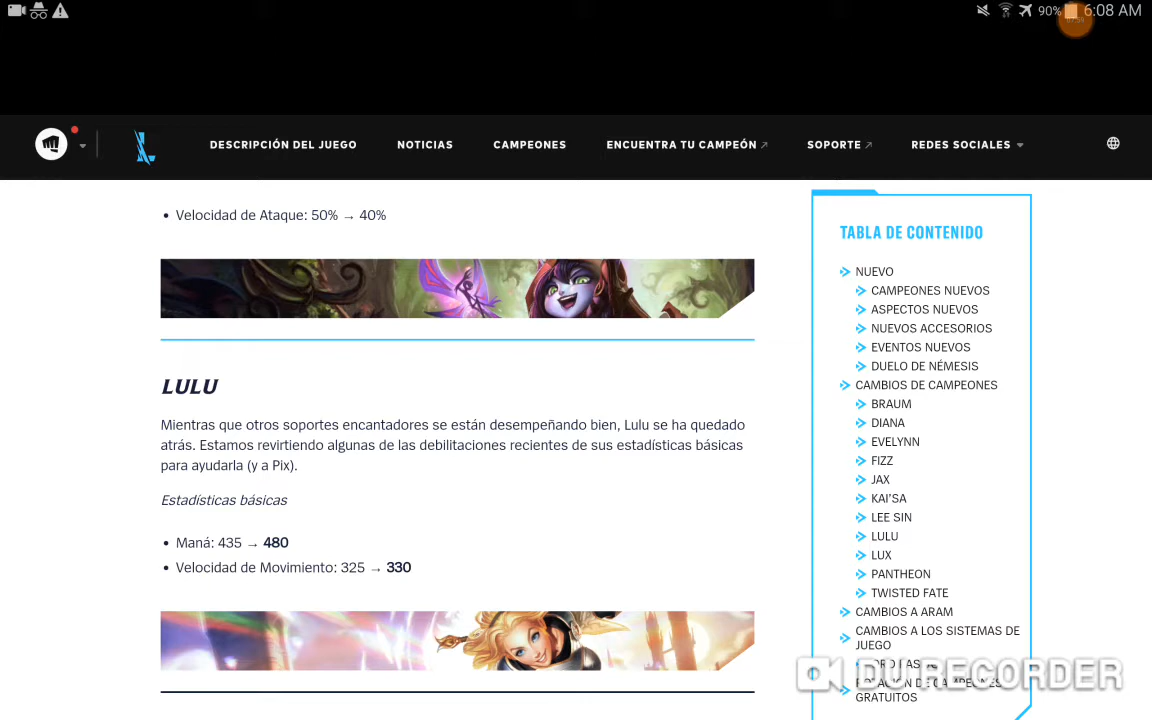 90% 6:08 AM
DESCRIPCIÓN DEL JUEGO NOTICIAS CAMPEONES ENCUENTRA TU CAMPEÓN SOPORTE REDES SOCIALES
• Velocidad de Ataque: 50% → 40%
LULU
Mientras que otros soportes encantadores se están desempeñando bien, Lulu se ha quedado
atrás. Estamos revirtiendo algunas de las debilitaciones recientes de sus estadísticas básicas
para ayudarla (y a Pix).
Estadísticas básicas
• Maná: 435 → 480
• Velocidad de Movimiento: 325 → 330
TABLA DE CONTENIDO
NUEVO
CAMPEONES NUEVOS
ASPECTOS NUEVOS
NUEVOS ACCESORIOS
EVENTOS NUEVOS
DUELO DE NÉMESIS
CAMBIOS DE CAMPEONES
BRAUM
DIANA
EVELYNN
FIZZ
JAX
KAI'SA
LEE SIN
LULU
LUX
PANTHEON
TWISTED FATE
CAMBIOS A ARAM
CAMBIOS A LOS SISTEMAS DE
JUEGO
ROTACIÓN DE CAMPEONES
GRATUITOS
DU RECORDER